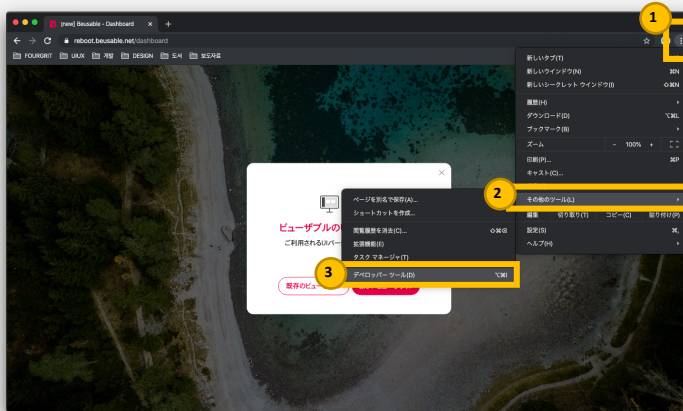 [new] Beusable - Dashboard
1
reboot.beusable.net/dashboard
FOURGRIT UIUX 개발 DESIGN 도서 보도자료
新しいタブ(T)
新しいウインドウ(N) ⌘N
新しいシークレット ウインドウ(I) ⇧⌘N
履歴(H)
ダウンロード(D) ⌥⌘L
ブックマーク(B)
ズーム - 100% +
印刷(P)... ⌘P
キャスト(C)...
2
その他のツール(L)
編集 切り取り(T) コピー(C) 貼り付け(P)
設定(S) ⌘,
ヘルプ(H)
ページを別名で保存(A)...
ショートカットを作成...
閲覧履歴を消去(C)... ⇧⌘⌫
拡張機能(E)
タスク マネージャ(T)
3
デベロッパー ツール(D) ⌥⌘I
ビューザブルの
ご利用されるUIバー
既存のビュー